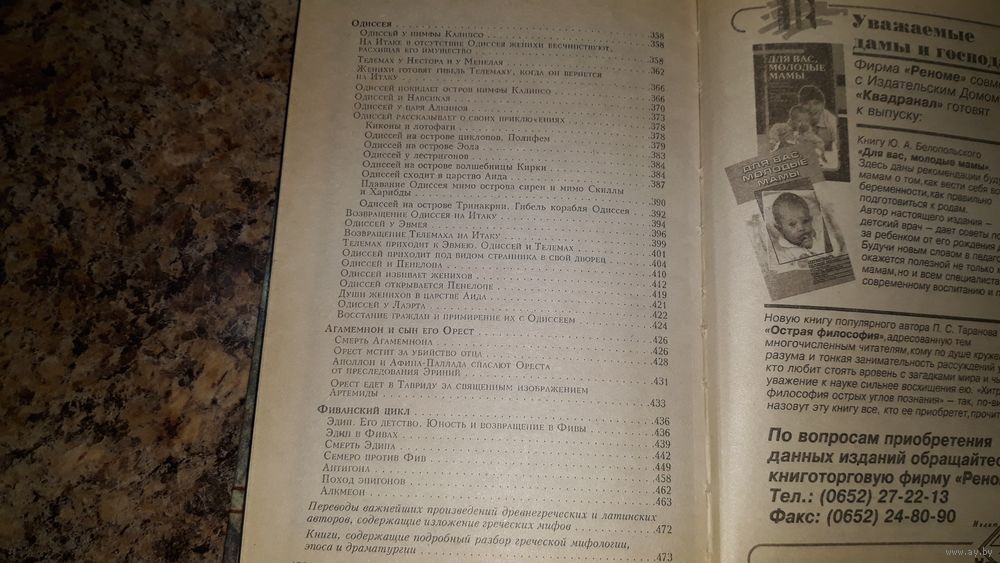 Одиссея
Одиссей у нимфы Калипсо 358
На Итаке в отсутствие Одиссея женихи бесчинствуют, 358
расхищая его имущество
Телемах у Нестора и у Менелая 358
Женихи готовят гибель Телемаху, когда он вернется 362
на Итаку
Одиссей покидает остров нимфы Калипсо 366
Одиссей и Навсикая 366
Одиссей у царя Алкиноя 370
Одиссей рассказывает о своих приключениях 373
Киконы и лотофаги 378
Одиссей на острове циклопов. Полифем 378
Одиссей на острове Эола 379
Одиссей у лестригонов 383
Одиссей на острове волшебницы Кирки 384
Одиссей сходит в царство Аида 384
Плавание Одиссея мимо острова сирен и мимо Скиллы 387
и Харибды
Одиссей на острове Тринакрии. Гибель корабля Одиссея 390
Возвращение Одиссея на Итаку 392
Одиссей у Эвмея 394
Возвращение Телемаха на Итаку 396
Телемах приходит к Эвмею. Одиссей и Телемах 399
Одиссей приходит под видом странника в свой дворец 401
Одиссей и Пенелопа 404
Одиссей избивает женихов 410
Одиссей открывается Пенелопе 412
Души женихов в царстве Аида 419
Одиссей у Лаэрта 421
Восстание граждан и примирение их с Одиссеем 422
424
Агамемнон и сын его Орест
Смерть Агамемнона 426
Орест мстит за убийство отца 426
Аполлон и Афина-Паллада спасают Ореста 428
от преследования Эриний
Орест едет в Тавриду за священным изображением 431
Артемиды
433
Фиванский цикл
Эдип. Его детство. Юность и возвращение в Фивы 436
Эдип в Фивах 436
Смерть Эдипа 439
Семеро против Фив 442
Антигона 449
Поход эпигонов 458
Алкмеон 462
463
Переводы важнейших произведений древнегреческих и латинских
авторов, содержащие изложение греческих мифов 472
Книги, содержащие подробный разбор греческой мифологии,
эпоса и драматургии 473
Уважаемые
дамы и господа
Фирма «Реноме» совм
с Издательским Домом
«Квадранал» готовят
к выпуску:
ДЛЯ ВАС,
МОЛОДЫЕ
МАМЫ
ДЛЯ ВАС
МОЛОДЫЕ
МАМЫ
Книгу Ю. А. Белопольского
«Для вас, молодые мамы»
Здесь даны рекомендации буд
мамам о том, как вести себя во
беременности, как правильно
подготовиться к родам.
Автор настоящего издания —
детский врач — дает советы по
за ребенком от его рождения
Будучи новым словом в педаго
окажется полезной не только
мамам, но и всем специалиста
современному воспитанию и
Новую книгу популярного автора П. С. Таранова
«Острая философия», адресованную тем
многочисленным читателям, кому по душе круже
разума и тонкая занимательность рассуждений
кто любит стоять вровень с загадками мира и
уважение к науке сильнее восхищения ею. «Хит
философия острых углов познания» — так, по-ви
назовут эту книгу все, кто ее приобретет, прочит
По вопросам приобретения
данных изданий обращайтес
книготорговую фирму «Рено
Тел.: (0652) 27-22-13
Факс: (0652) 24-80-90
www.ay.by